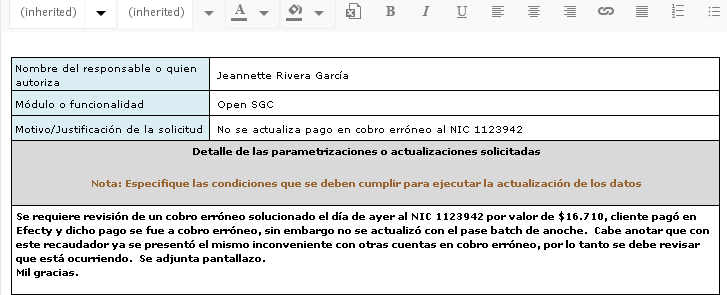 (inherited) (inherited) A B I U
Nombre del responsable o quien
autoriza
Jeannette Rivera García
Módulo o funcionalidad
Open SGC
Motivo/Justificación de la solicitud
No se actualiza pago en cobro erróneo al NIC 1123942
Detalle de las parametrizaciones o actualizaciones solicitadas
Nota: Especifique las condiciones que se deben cumplir para ejecutar la actualización de los datos
Se requiere revisión de un cobro erróneo solucionado el día de ayer al NIC 1123942 por valor de $16.710, cliente pagó en
Efecty y dicho pago se fue a cobro erróneo, sin embargo no se actualizó con el pase batch de anoche. Cabe anotar que con
este recaudador ya se presentó el mismo inconveniente con otras cuentas en cobro erróneo, por lo tanto se debe revisar
que está ocurriendo. Se adjunta pantallazo.
Mil gracias.